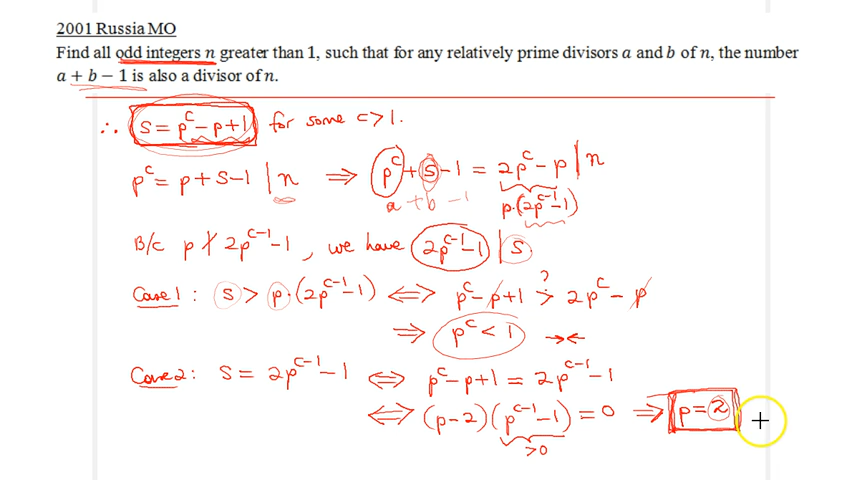 2001 Russia MO
Find all odd integers n greater than 1, such that for any relatively prime divisors a and b of n, the number
a + b − 1 is also a divisor of n.
∴ s = p^c − p + 1 for some c > 1.
p^c = p + s − 1 | n ⇒ p^c + s − 1 = 2p^c − p | n
a + b − 1 p·(2p^{c−1} − 1)
B/c p ∤ 2p^{c−1} − 1, we have 2p^{c−1} − 1 | s
Case 1: s > p·(2p^{c−1} − 1) ⟺ p^c − p + 1 >? 2p^c − p
⇒ p^c < 1 →←
Case 2: s = 2p^{c−1} − 1 ⟺ p^c − p + 1 = 2p^{c−1} − 1
⟺ (p − 2)(p^{c−1} − 1) = 0 ⇒ p = 2
>0